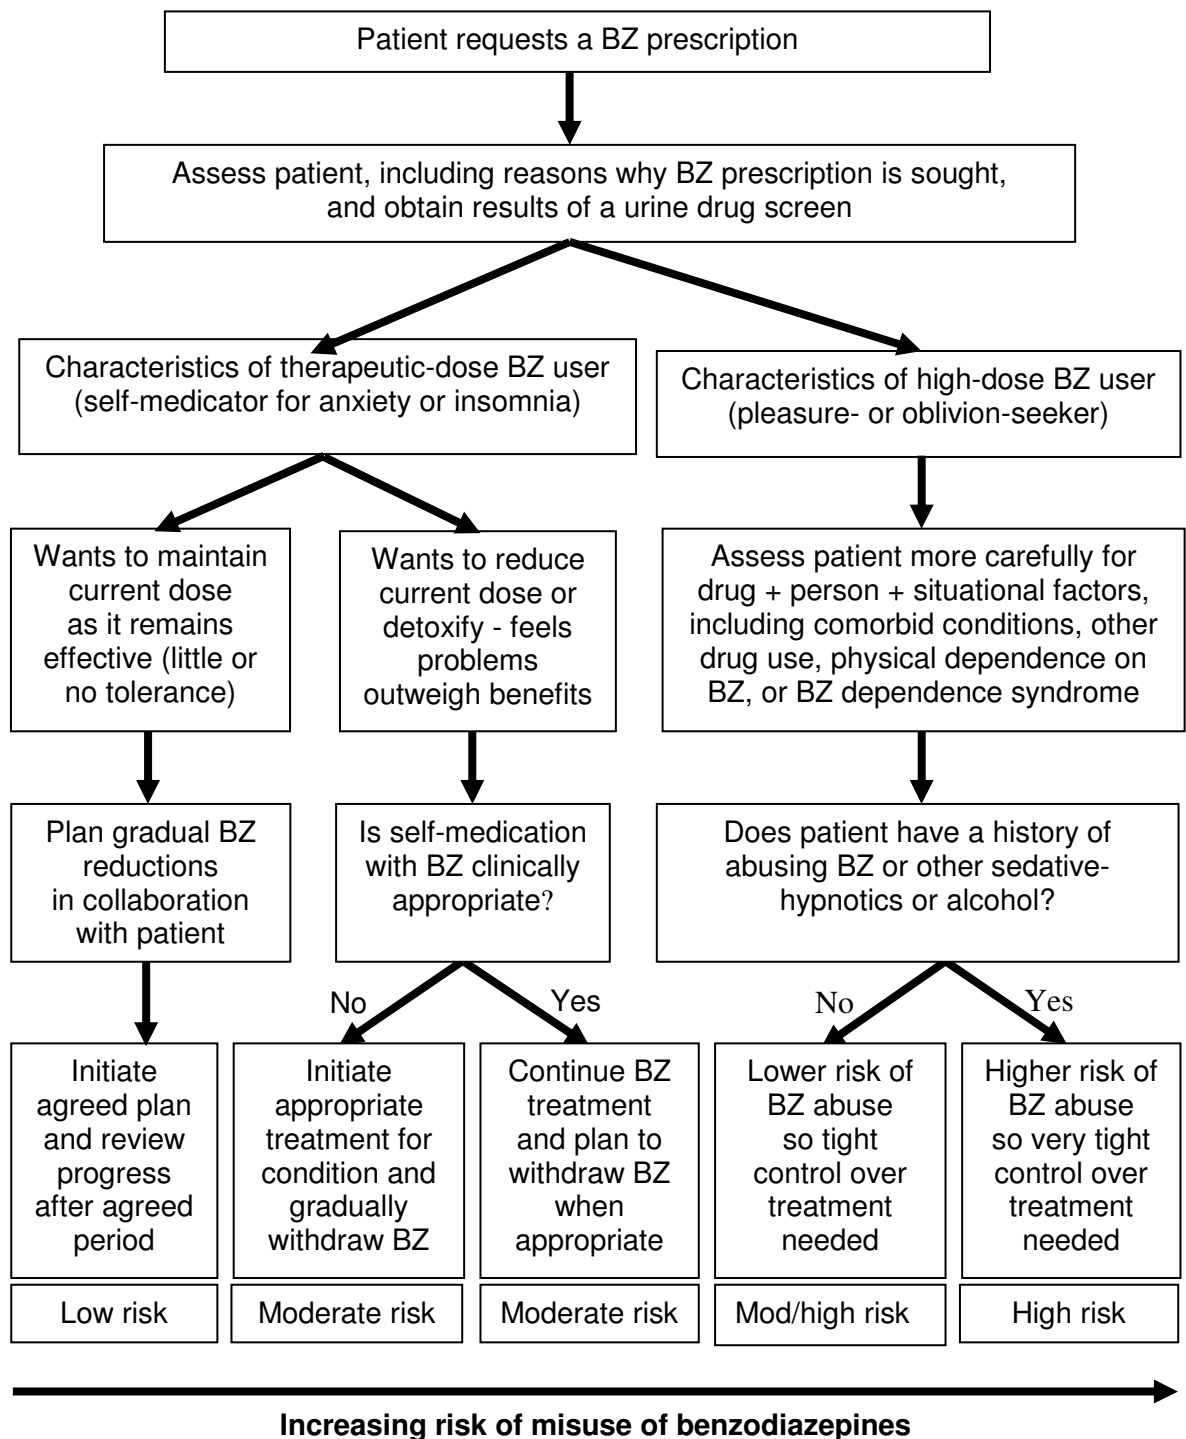 Patient requests a BZ prescription
Assess patient, including reasons why BZ prescription is sought,
and obtain results of a urine drug screen
Characteristics of therapeutic-dose BZ user
(self-medicator for anxiety or insomnia)
Characteristics of high-dose BZ user
(pleasure- or oblivion-seeker)
Wants to maintain
current dose
as it remains
effective (little or
no tolerance)
Wants to reduce
current dose or
detoxify - feels
problems
outweigh benefits
Assess patient more carefully for
drug + person + situational factors,
including comorbid conditions, other
drug use, physical dependence on
BZ, or BZ dependence syndrome
Plan gradual BZ
reductions
in collaboration
with patient
Is self-medication
with BZ clinically
appropriate?
Does patient have a history of
abusing BZ or other sedative-
hypnotics or alcohol?
No
Yes
No
Yes
Initiate
agreed plan
and review
progress
after agreed
period
Initiate
appropriate
treatment for
condition and
gradually
withdraw BZ
Continue BZ
treatment
and plan to
withdraw BZ
when
appropriate
Lower risk of
BZ abuse
so tight
control over
treatment
needed
Higher risk of
BZ abuse
so very tight
control over
treatment
needed
Low risk
Moderate risk
Moderate risk
Mod/high risk
High risk
Increasing risk of misuse of benzodiazepines